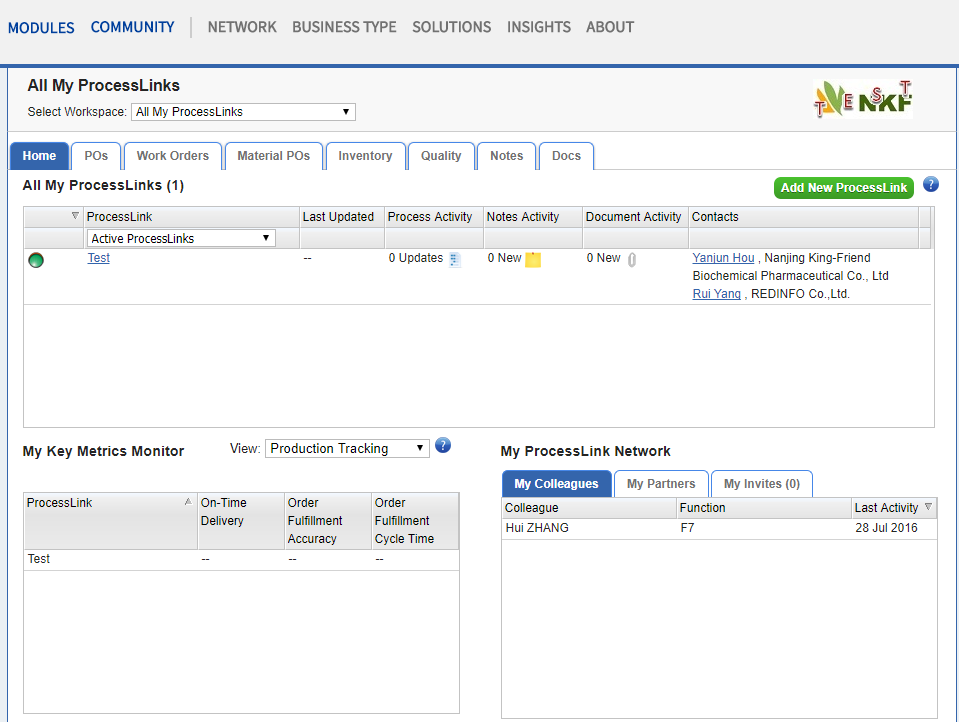 MODULES COMMUNITY NETWORK BUSINESS TYPE SOLUTIONS INSIGHTS ABOUT
All My ProcessLinks
Select Workspace: All My ProcessLinks
TEST
NKF
Home POs Work Orders Material POs Inventory Quality Notes Docs
All My ProcessLinks (1)
Add New ProcessLink ?
ProcessLink Last Updated Process Activity Notes Activity Document Activity Contacts
Active ProcessLinks
Test -- 0 Updates 0 New 0 New Yanjun Hou , Nanjing King-Friend
Biochemical Pharmaceutical Co., Ltd
Rui Yang , REDINFO Co.,Ltd.
My Key Metrics Monitor View: Production Tracking ?
ProcessLink On-Time Order Order
Delivery Fulfillment Fulfillment
Accuracy Cycle Time
Test -- -- --
My ProcessLink Network
My Colleagues My Partners My Invites (0)
Colleague Function Last Activity
Hui ZHANG F7 28 Jul 2016